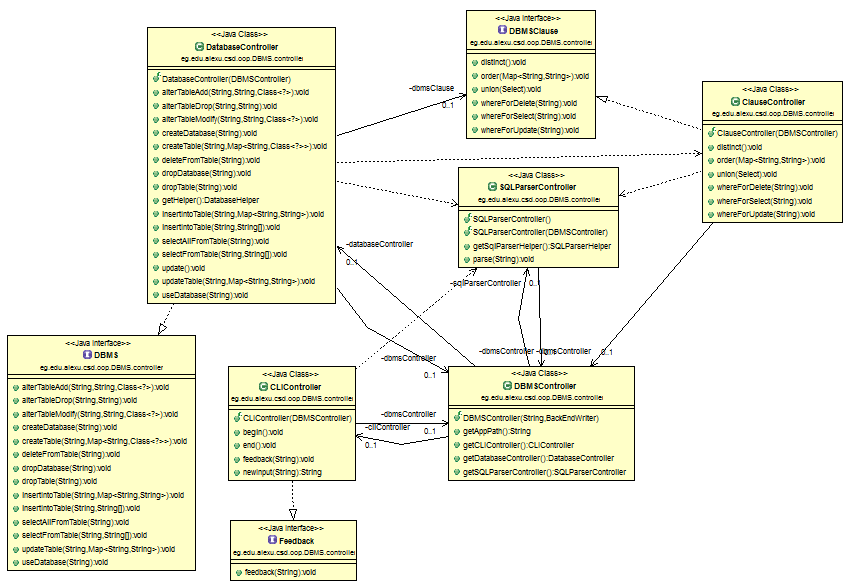 <<Java Class>>
DatabaseController
eg.edu.alexu.csd.oop.DBMS.controller
DatabaseController(DBMSController)
alterTableAdd(String,String,Class<?>):void
alterTableDrop(String,String):void
alterTableModify(String,String,Class<?>):void
createDatabase(String):void
createTable(String,Map<String,Class<?>>):void
deleteFromTable(String):void
dropDatabase(String):void
dropTable(String):void
getHelper():DatabaseHelper
insertIntoTable(String,Map<String,String>):void
insertIntoTable(String,String[]):void
selectAllFromTable(String):void
selectFromTable(String,String[]):void
update():void
updateTable(String,Map<String,String>):void
useDatabase(String):void
<<Java Interface>>
DBMSClause
eg.edu.alexu.csd.oop.DBMS.controller
distinct():void
order(Map<String,String>):void
union(Select):void
whereForDelete(String):void
whereForSelect(String):void
whereForUpdate(String):void
-dbmsClause
0..1
<<Java Class>>
ClauseController
eg.edu.alexu.csd.oop.DBMS.controller
ClauseController(DBMSController)
distinct():void
order(Map<String,String>):void
union(Select):void
whereForDelete(String):void
whereForSelect(String):void
whereForUpdate(String):void
<<Java Class>>
SQLParserController
eg.edu.alexu.csd.oop.DBMS.controller
SQLParserController()
SQLParserController(DBMSController)
getSqlParserHelper():SQLParserHelper
parse(String):void
-databaseController
0..1
-sqlParserController
0..1
-dbmsController
0..1
-dbmsController
-dbmsController
0..1
<<Java Interface>>
DBMS
eg.edu.alexu.csd.oop.DBMS.controller
alterTableAdd(String,String,Class<?>):void
alterTableDrop(String,String):void
alterTableModify(String,String,Class<?>):void
createDatabase(String):void
createTable(String,Map<String,Class<?>>):void
deleteFromTable(String):void
dropDatabase(String):void
dropTable(String):void
insertIntoTable(String,Map<String,String>):void
insertIntoTable(String,String[]):void
selectAllFromTable(String):void
selectFromTable(String,String[]):void
updateTable(String,Map<String,String>):void
useDatabase(String):void
<<Java Class>>
CLIController
eg.edu.alexu.csd.oop.DBMS.controller
CLIController(DBMSController)
begin():void
end():void
feedback(String):void
newInput(String):String
-dbmsController
0..1
-cliController
0..1
<<Java Class>>
DBMSController
eg.edu.alexu.csd.oop.DBMS.controller
DBMSController(String,BackEndWriter)
getAppPath():String
getCLIController():CLIController
getDatabaseController():DatabaseController
getSQLParserController():SQLParserController
<<Java Interface>>
Feedback
eg.edu.alexu.csd.oop.DBMS.controller
feedback(String):void